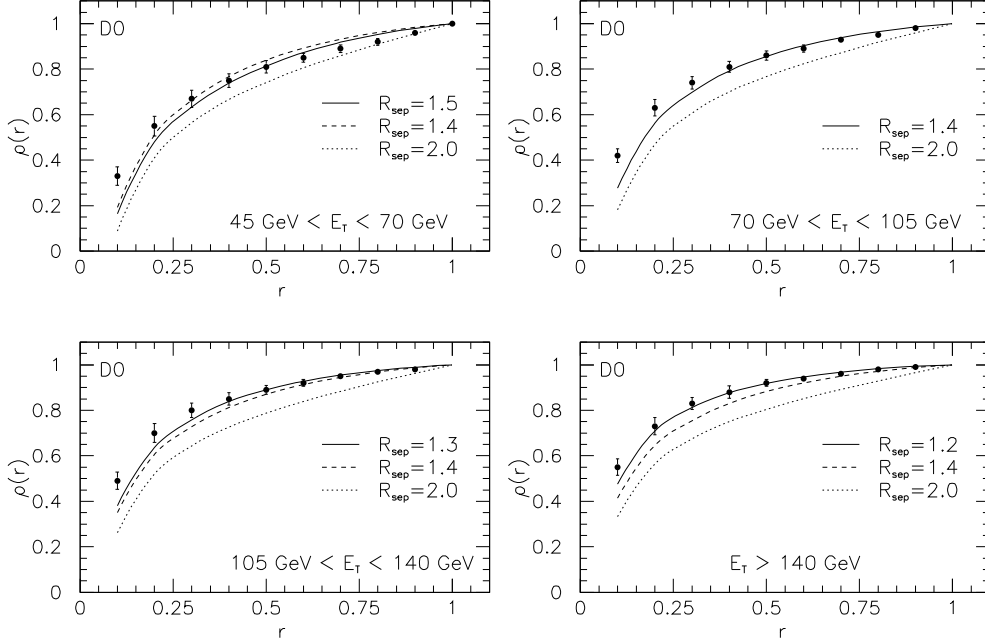 D0
ρ(r)
1
0.8
0.6
0.4
0.2
0
R_sep=1.5
R_sep=1.4
R_sep=2.0
45 GeV < E_T < 70 GeV
0 0.25 0.5 0.75 1
r
D0
ρ(r)
1
0.8
0.6
0.4
0.2
0
R_sep=1.4
R_sep=2.0
70 GeV < E_T < 105 GeV
0 0.25 0.5 0.75 1
r
D0
ρ(r)
1
0.8
0.6
0.4
0.2
0
R_sep=1.3
R_sep=1.4
R_sep=2.0
105 GeV < E_T < 140 GeV
0 0.25 0.5 0.75 1
r
D0
ρ(r)
1
0.8
0.6
0.4
0.2
0
R_sep=1.2
R_sep=1.4
R_sep=2.0
E_T > 140 GeV
0 0.25 0.5 0.75 1
r